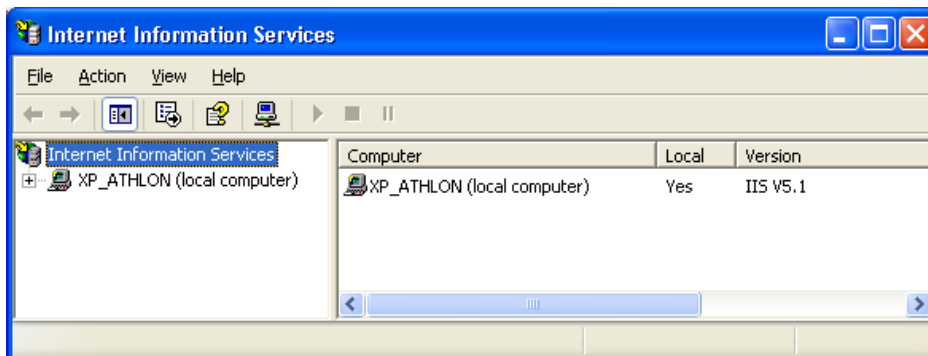 Internet Information Services
File Action View Help
Internet Information Services
XP_ATHLON (local computer)
Computer Local Version
XP_ATHLON (local computer) Yes IIS V5.1